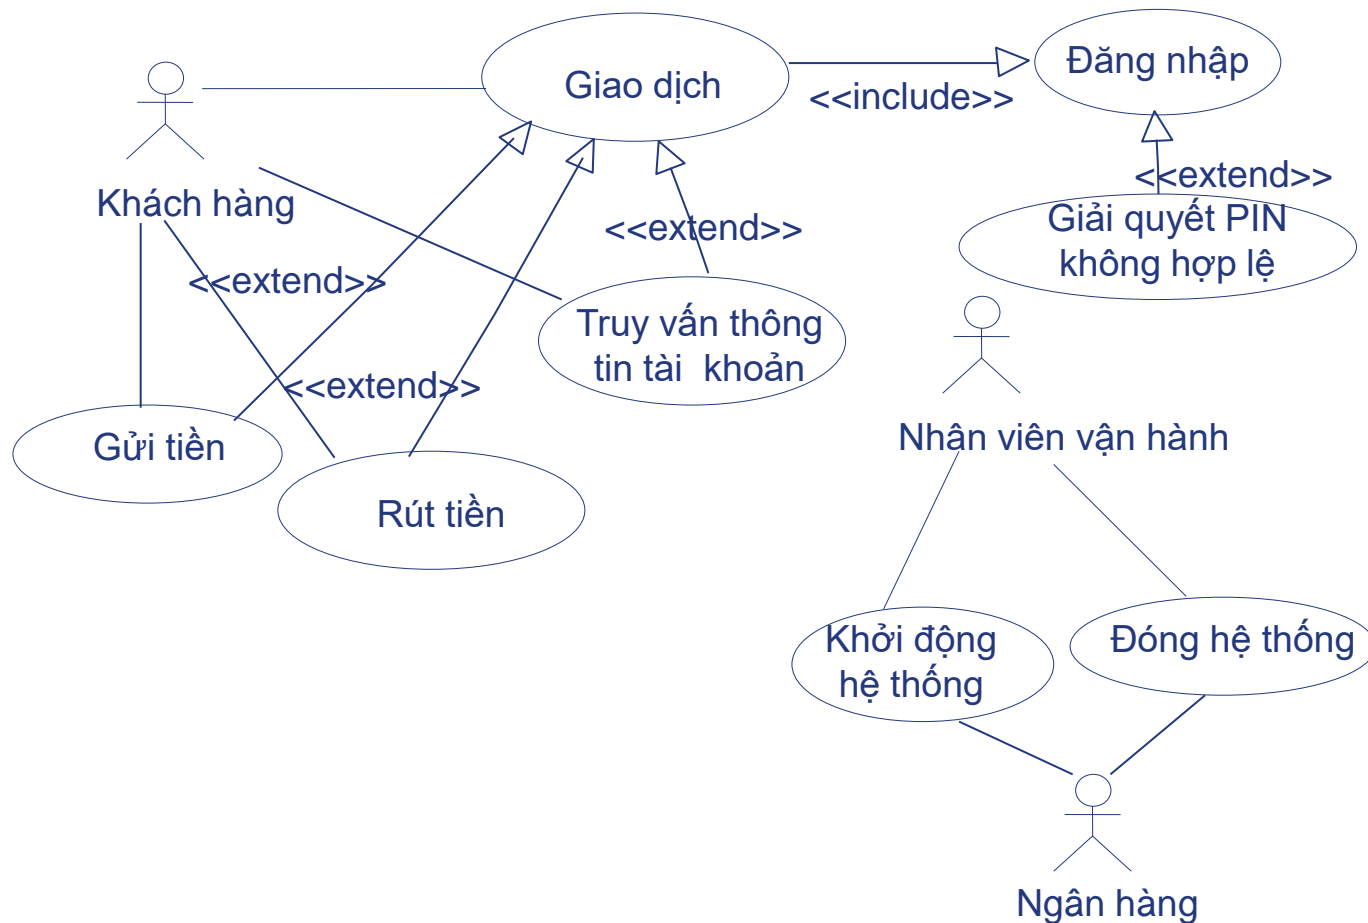 Giao dịch
Đăng nhập
<<include>>
<<extend>>
Khách hàng
Giải quyết PIN
không hợp lệ
<<extend>>
<<extend>>
Truy vấn thông
tin tài khoản
<<extend>>
Gửi tiền
Nhân viên vận hành
Rút tiền
Khởi động
hệ thống
Đóng hệ thống
Ngân hàng